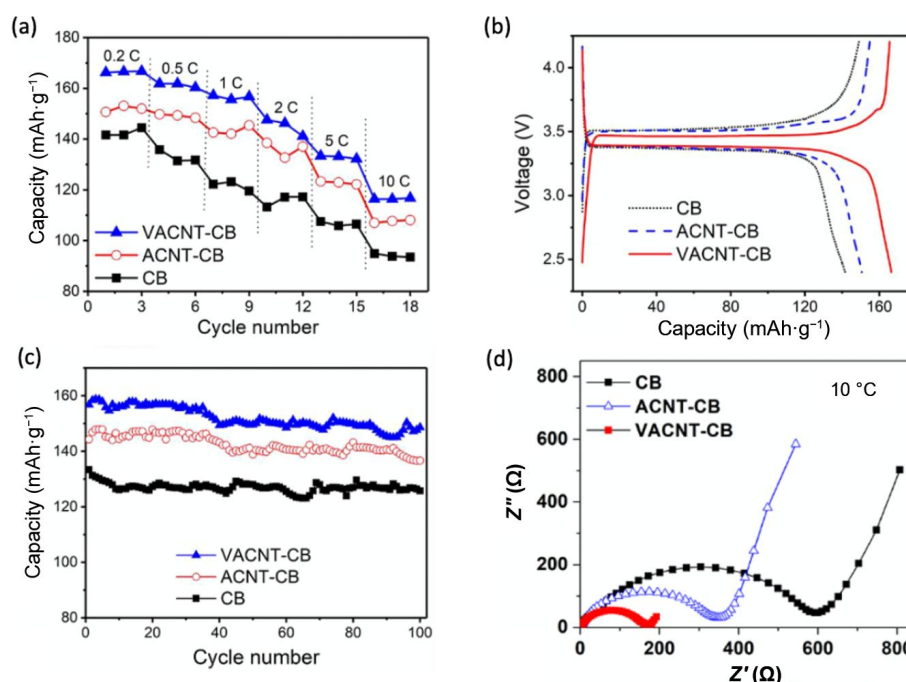 (a)
180
160
140
120
100
80
Capacity (mAh·g⁻¹)
0.2 C
0.5 C
1 C
2 C
5 C
10 C
VACNT-CB
ACNT-CB
CB
0 3 6 9 12 15 18
Cycle number
(b)
4.0
3.5
3.0
2.5
Voltage (V)
CB
ACNT-CB
VACNT-CB
0 40 80 120 160
Capacity (mAh·g⁻¹)
(c)
160
140
120
100
80
Capacity (mAh·g⁻¹)
VACNT-CB
ACNT-CB
CB
0 20 40 60 80 100
Cycle number
(d)
800
600
400
200
0
Z" (Ω)
CB
ACNT-CB
VACNT-CB
10 °C
0 200 400 600 800
Z' (Ω)